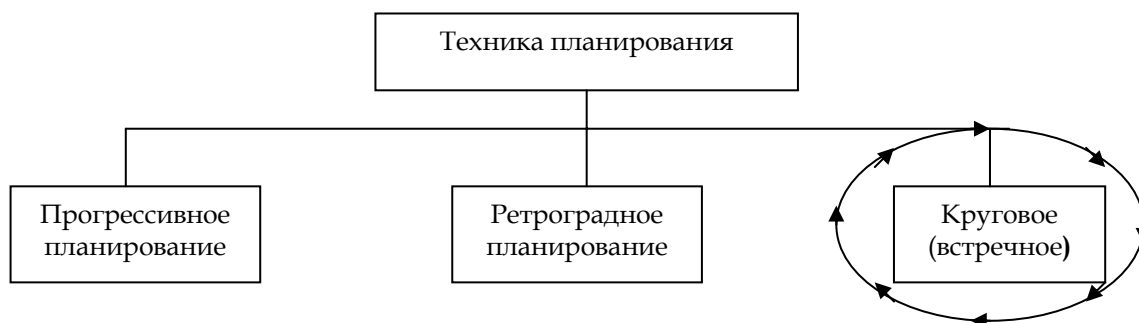 Техника планирования
Прогрессивное
планирование
Ретроградное
планирование
Круговое
(встречное)